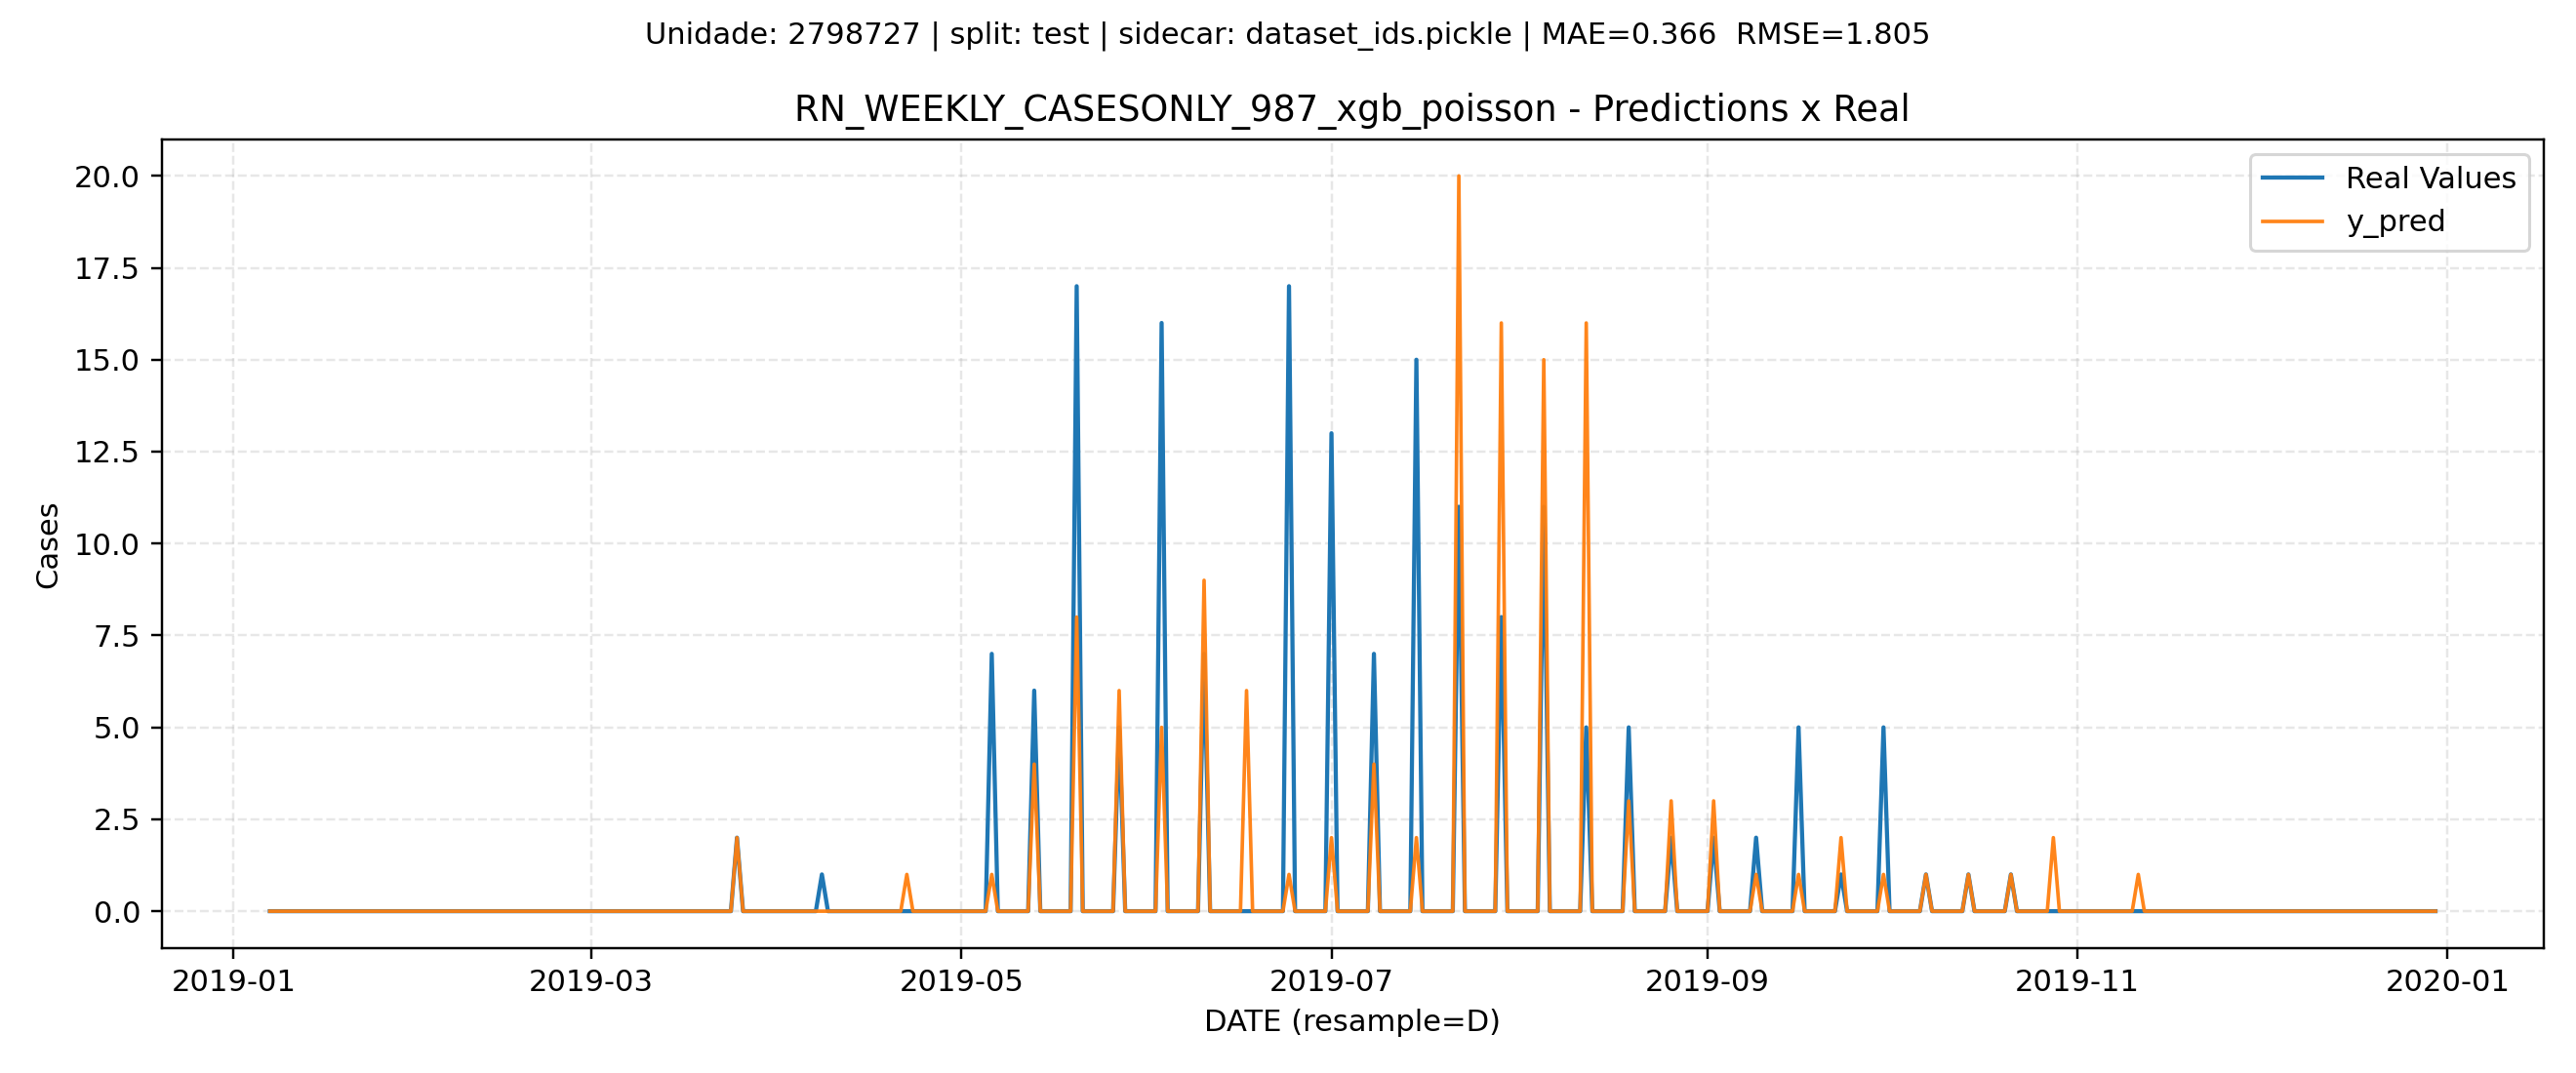 Unidade: 2798727 | split: test | sidecar: dataset_ids.pickle | MAE=0.366  RMSE=1.805
RN_WEEKLY_CASESONLY_987_xgb_poisson - Predictions x Real
Real Values
y_pred
20.0
17.5
15.0
12.5
10.0
7.5
5.0
2.5
0.0
Cases
2019-01 2019-03 2019-05 2019-07 2019-09 2019-11 2020-01
DATE (resample=D)